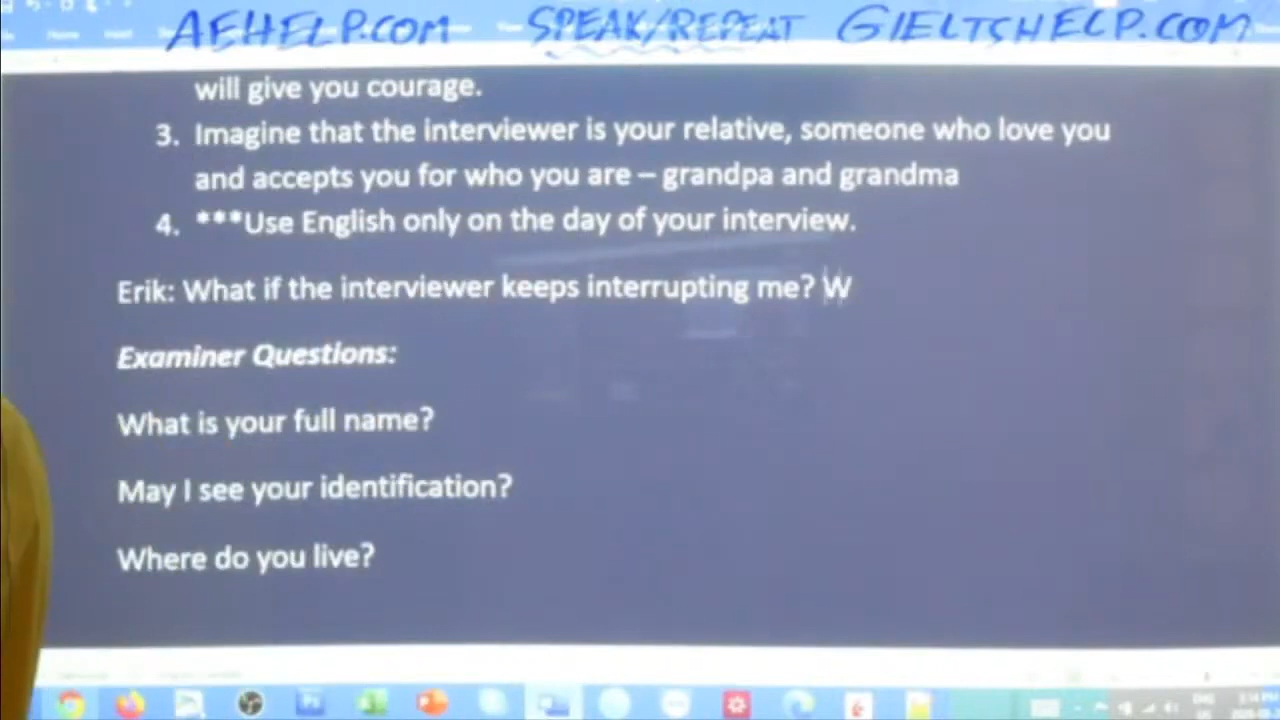 AEHELP.COM SPEAK/REPEAT GIELTSHELP.COM
will give you courage.
3. Imagine that the interviewer is your relative, someone who love you
and accepts you for who you are – grandpa and grandma
4. ***Use English only on the day of your interview.
Erik: What if the interviewer keeps interrupting me? W
Examiner Questions:
What is your full name?
May I see your identification?
Where do you live?